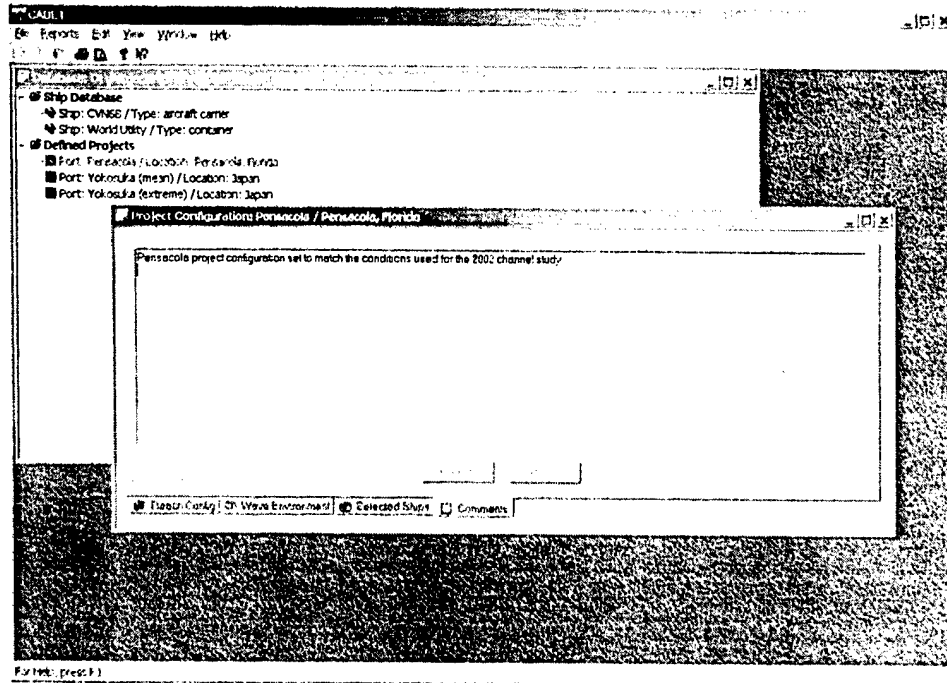 CADET
File Reports Edit View Window Help
Ship Database
Ship: CVN68 / Type: aircraft carrier
Ship: World Utility / Type: container
Defined Projects
Port: Pensacola / Location: Pensacola, Florida
Port: Yokosuka (mean) / Location: Japan
Port: Yokosuka (extreme) / Location: Japan
Project Configuration: Pensacola / Pensacola, Florida
Pensacola project configuration set to match the conditions used for the 2002 channel study
Reach Config Wave Environment Selected Ships Comments
For Help, press F1